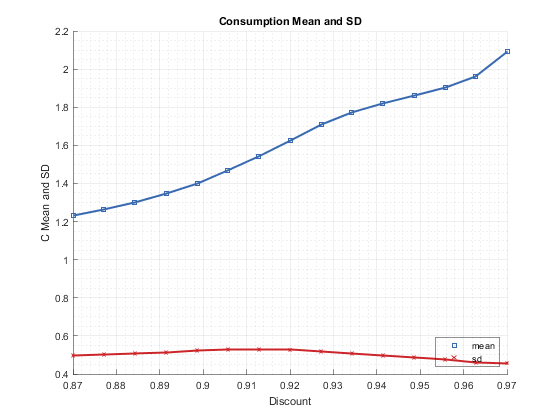 Consumption Mean and SD
2.2
2
1.8
1.6
1.4
1.2
1
0.8
0.6
0.4
C Mean and SD
mean
sd
0.87 0.88 0.89 0.9 0.91 0.92 0.93 0.94 0.95 0.96 0.97
Discount